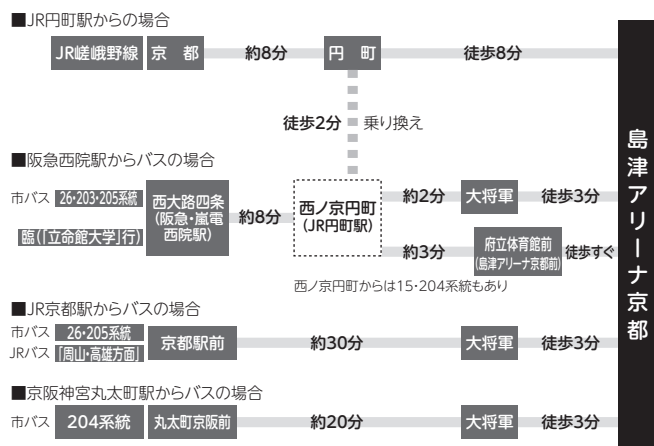 ■JR円町駅からの場合
JR嵯峨野線 京 都 約8分 円 町 徒歩8分
徒歩2分 乗り換え
■阪急西院駅からバスの場合
市バス 26・203・205系統
臨(「立命館大学」行)
西大路四条
(阪急・嵐電
西院駅)
約8分
西ノ京円町
(JR円町駅)
約2分 大将軍 徒歩3分
約3分 府立体育館前
(島津アリーナ京都前)
徒歩すぐ
西ノ京円町からは15・204系統もあり
■JR京都駅からバスの場合
市バス 26・205系統
JRバス 「周山・高雄方面」
京都駅前 約30分 大将軍 徒歩3分
■京阪神宮丸太町駅からバスの場合
市バス 204系統 丸太町京阪前 約20分 大将軍 徒歩3分
島津アリーナ京都